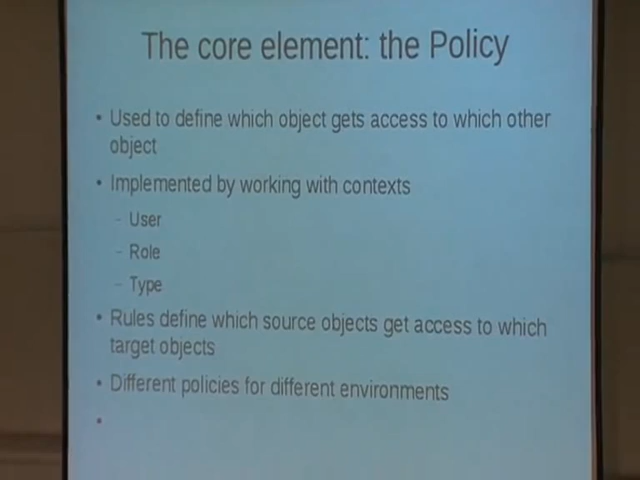 The core element: the Policy
• Used to define which object gets access to which other
object
• Implemented by working with contexts
– User
– Role
– Type
• Rules define which source objects get access to which
target objects
• Different policies for different environments
•